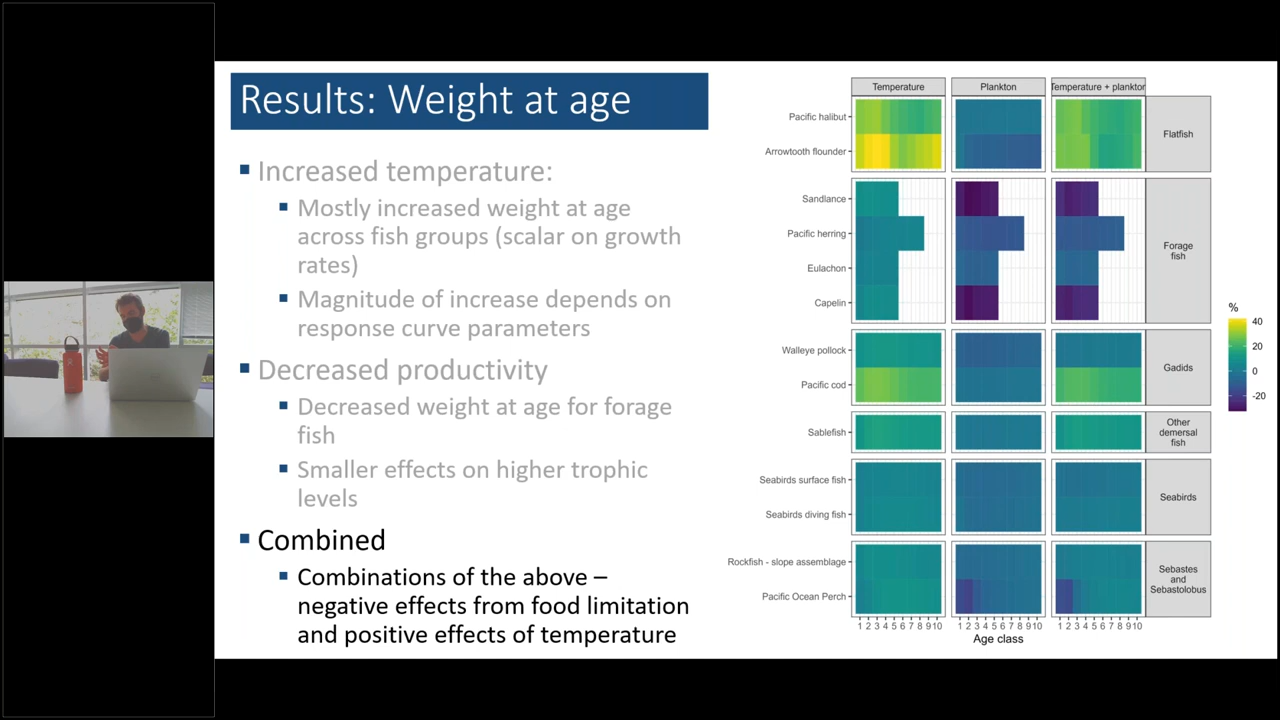 Results: Weight at age
Increased temperature:
Mostly increased weight at age
across fish groups (scalar on growth
rates)
Magnitude of increase depends on
response curve parameters
Decreased productivity
Decreased weight at age for forage
fish
Smaller effects on higher trophic
levels
Combined
Combinations of the above –
negative effects from food limitation
and positive effects of temperature
Temperature
Plankton
Temperature + plankton
Pacific halibut
Arrowtooth flounder
Flatfish
Sandlance
Pacific herring
Eulachon
Capelin
Forage
fish
Walleye pollock
Pacific cod
Gadids
Sablefish
Other
demersal
fish
Seabirds surface fish
Seabirds diving fish
Seabirds
Rockfish - slope assemblage
Pacific Ocean Perch
Sebastes
and
Sebastolobus
1 2 3 4 5 6 7 8 9 10
1 2 3 4 5 6 7 8 9 10
1 2 3 4 5 6 7 8 9 10
Age class
%
40
20
0
-20